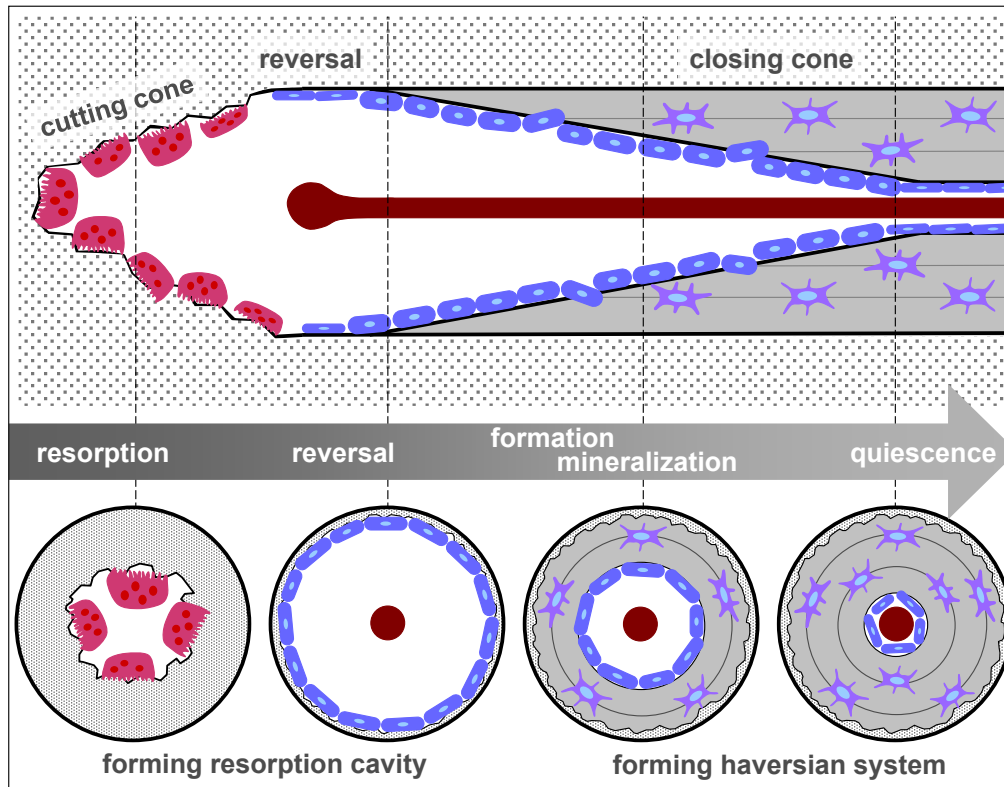 reversal
closing cone
cutting cone
resorption
reversal
formation
mineralization
quiescence
forming resorption cavity
forming haversian system